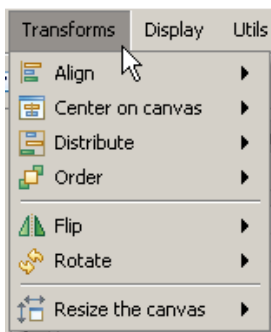 Transforms Display Utils
Align
Center on canvas
Distribute
Order
Flip
Rotate
Resize the canvas